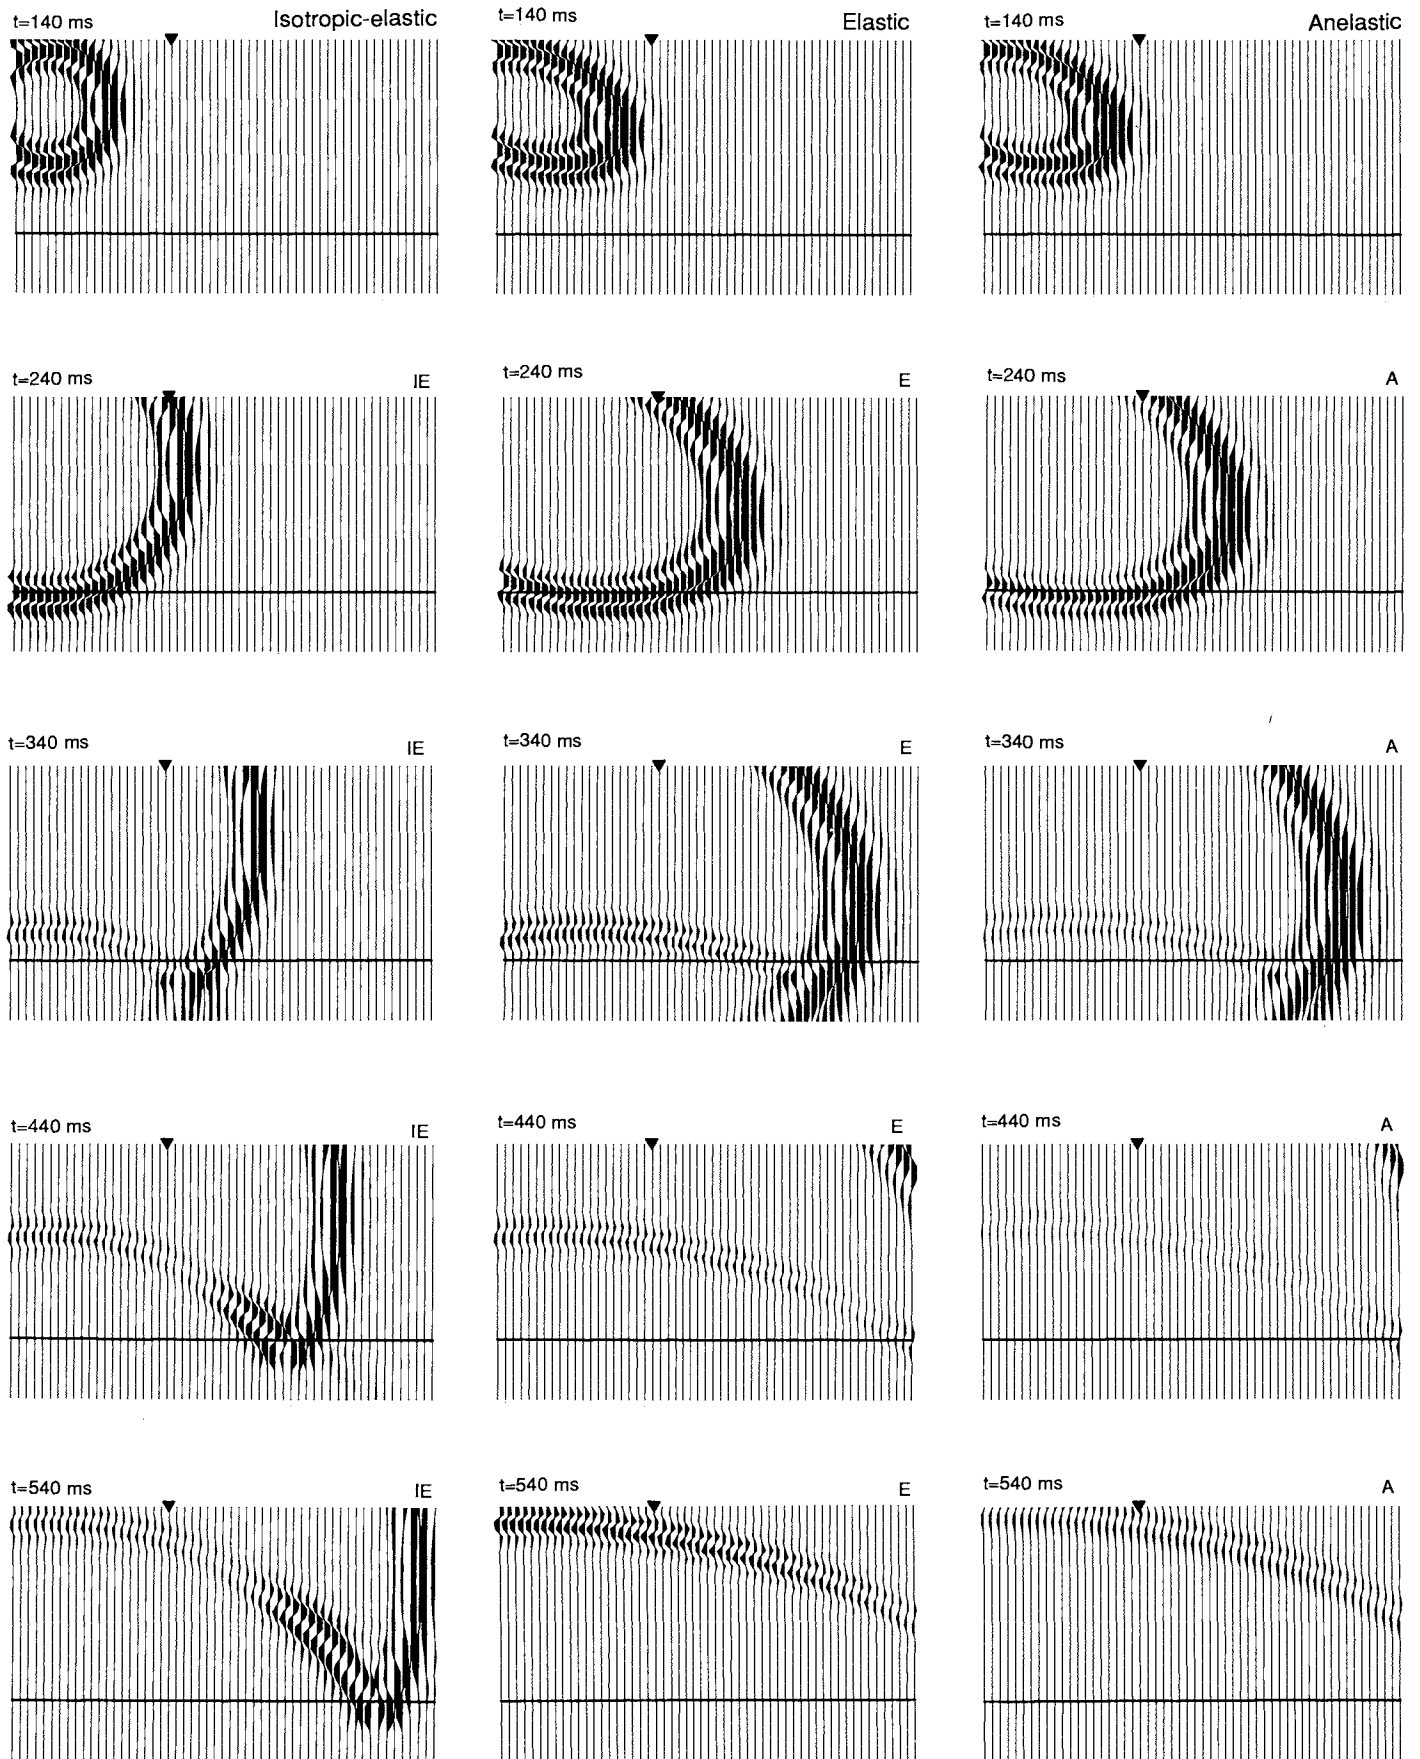 t=140 ms Isotropic-elastic
t=140 ms Elastic
t=140 ms Anelastic
t=240 ms IE
t=240 ms E
t=240 ms A
t=340 ms IE
t=340 ms E
t=340 ms A
t=440 ms IE
t=440 ms E
t=440 ms A
t=540 ms IE
t=540 ms E
t=540 ms A